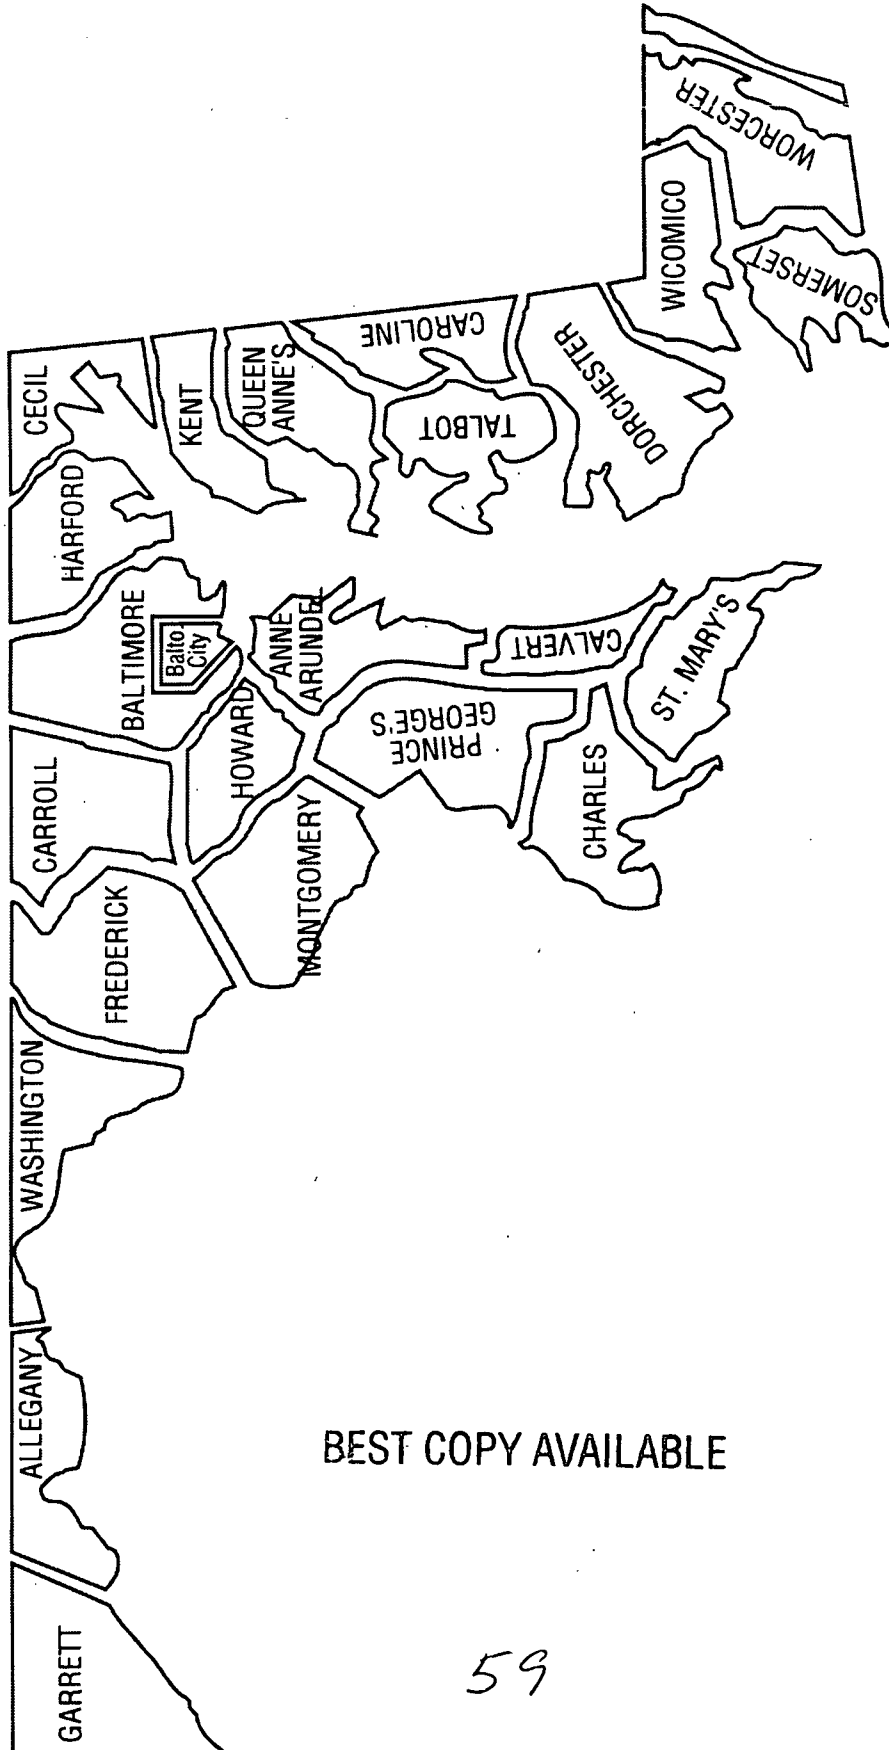 GARRETT
ALLEGANY
WASHINGTON
FREDERICK
CARROLL
BALTIMORE
Balto.
City
HARFORD
CECIL
KENT
QUEEN
ANNE'S
CAROLINE
TALBOT
HOWARD
MONTGOMERY
ANNE
ARUNDEL
PRINCE
GEORGE'S
CALVERT
CHARLES
ST. MARY'S
DORCHESTER
WICOMICO
WORCESTER
SOMERSET
BEST COPY AVAILABLE
59